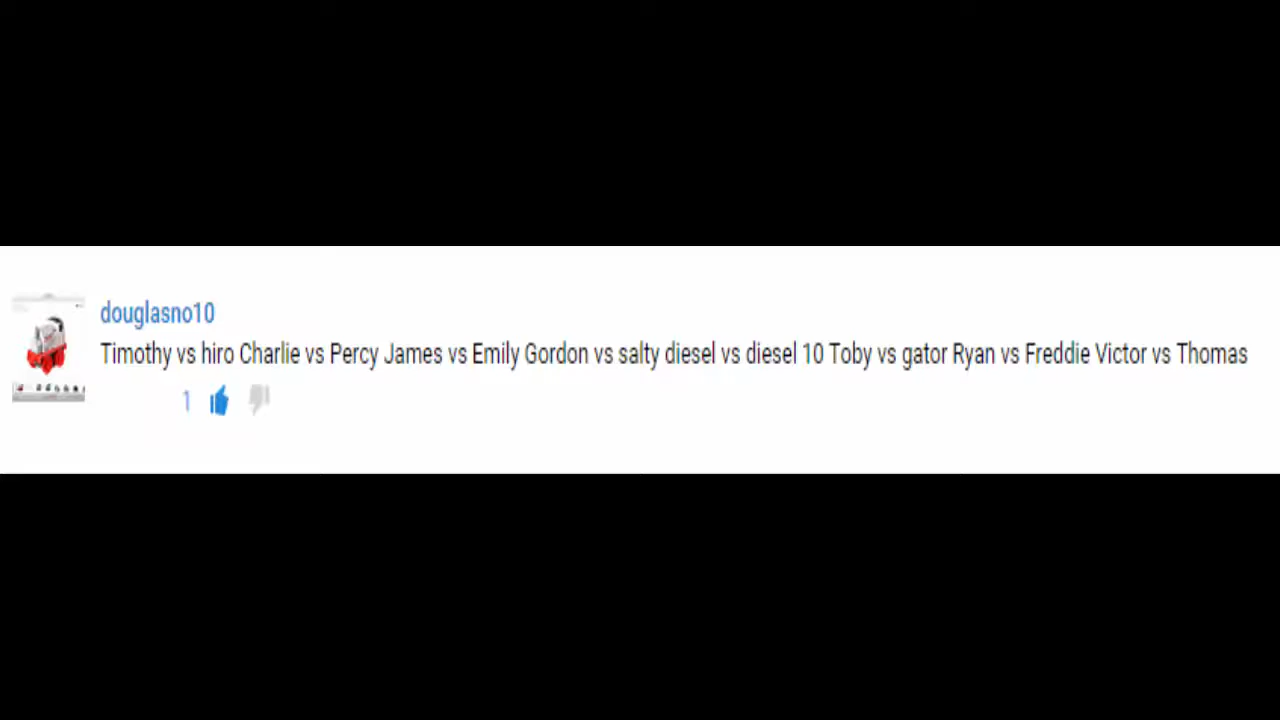 douglasno10
Timothy vs hiro Charlie vs Percy James vs Emily Gordon vs salty diesel vs diesel 10 Toby vs gator Ryan vs Freddie Victor vs Thomas
1